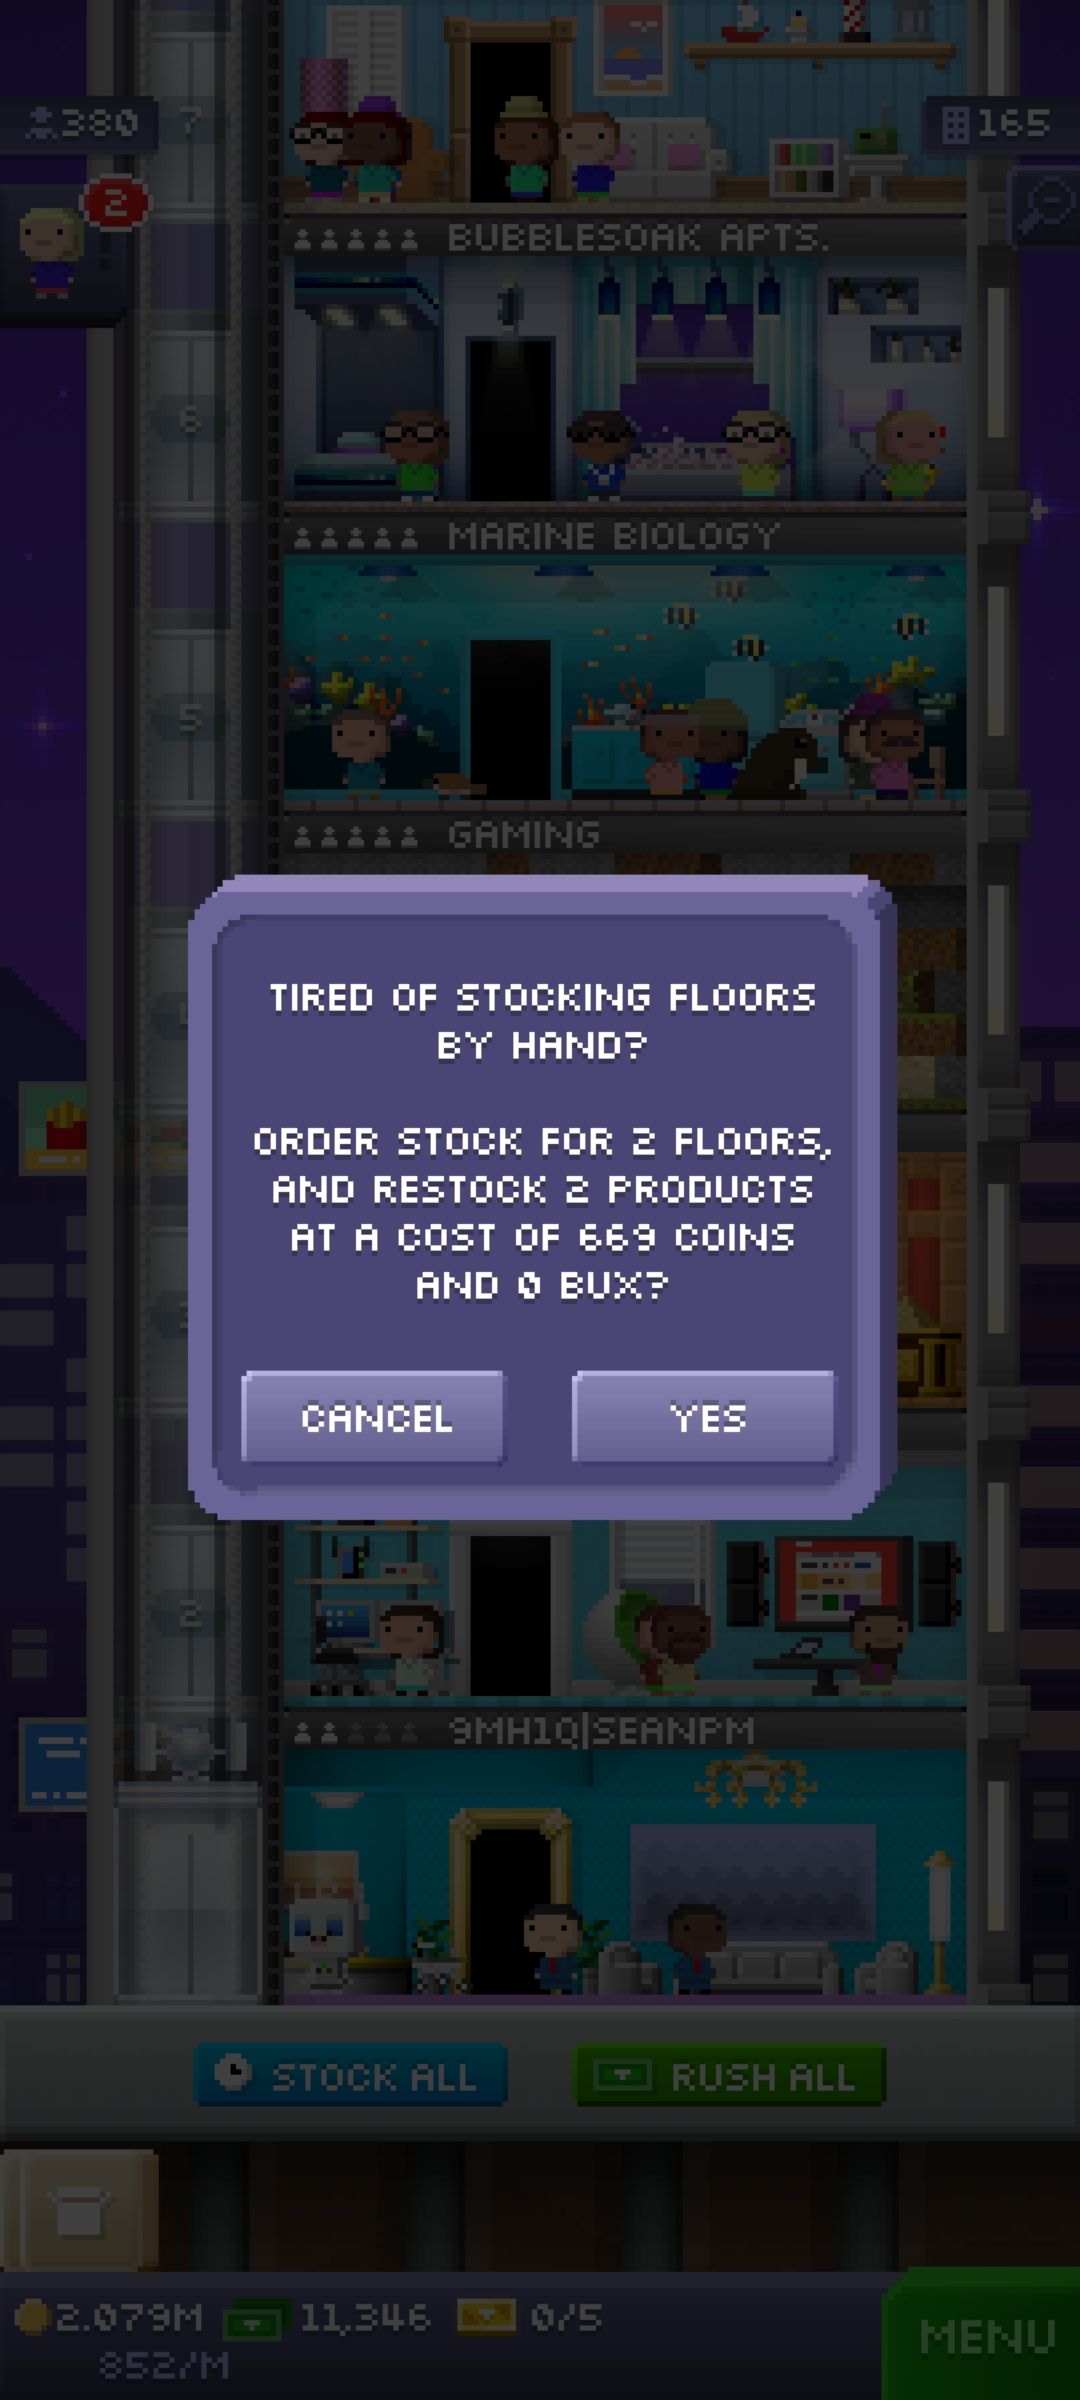 380
7
165
2
BUBBLESOAK APTS.
6
MARINE BIOLOGY
5
GAMING
TIRED OF STOCKING FLOORS
BY HAND?
ORDER STOCK FOR 2 FLOORS,
AND RESTOCK 2 PRODUCTS
AT A COST OF 669 COINS
AND 0 BUX?
CANCEL
YES
2
9MH1Q|SEANPM
STOCK ALL
RUSH ALL
2.079M
11,346
0/5
852/M
MENU